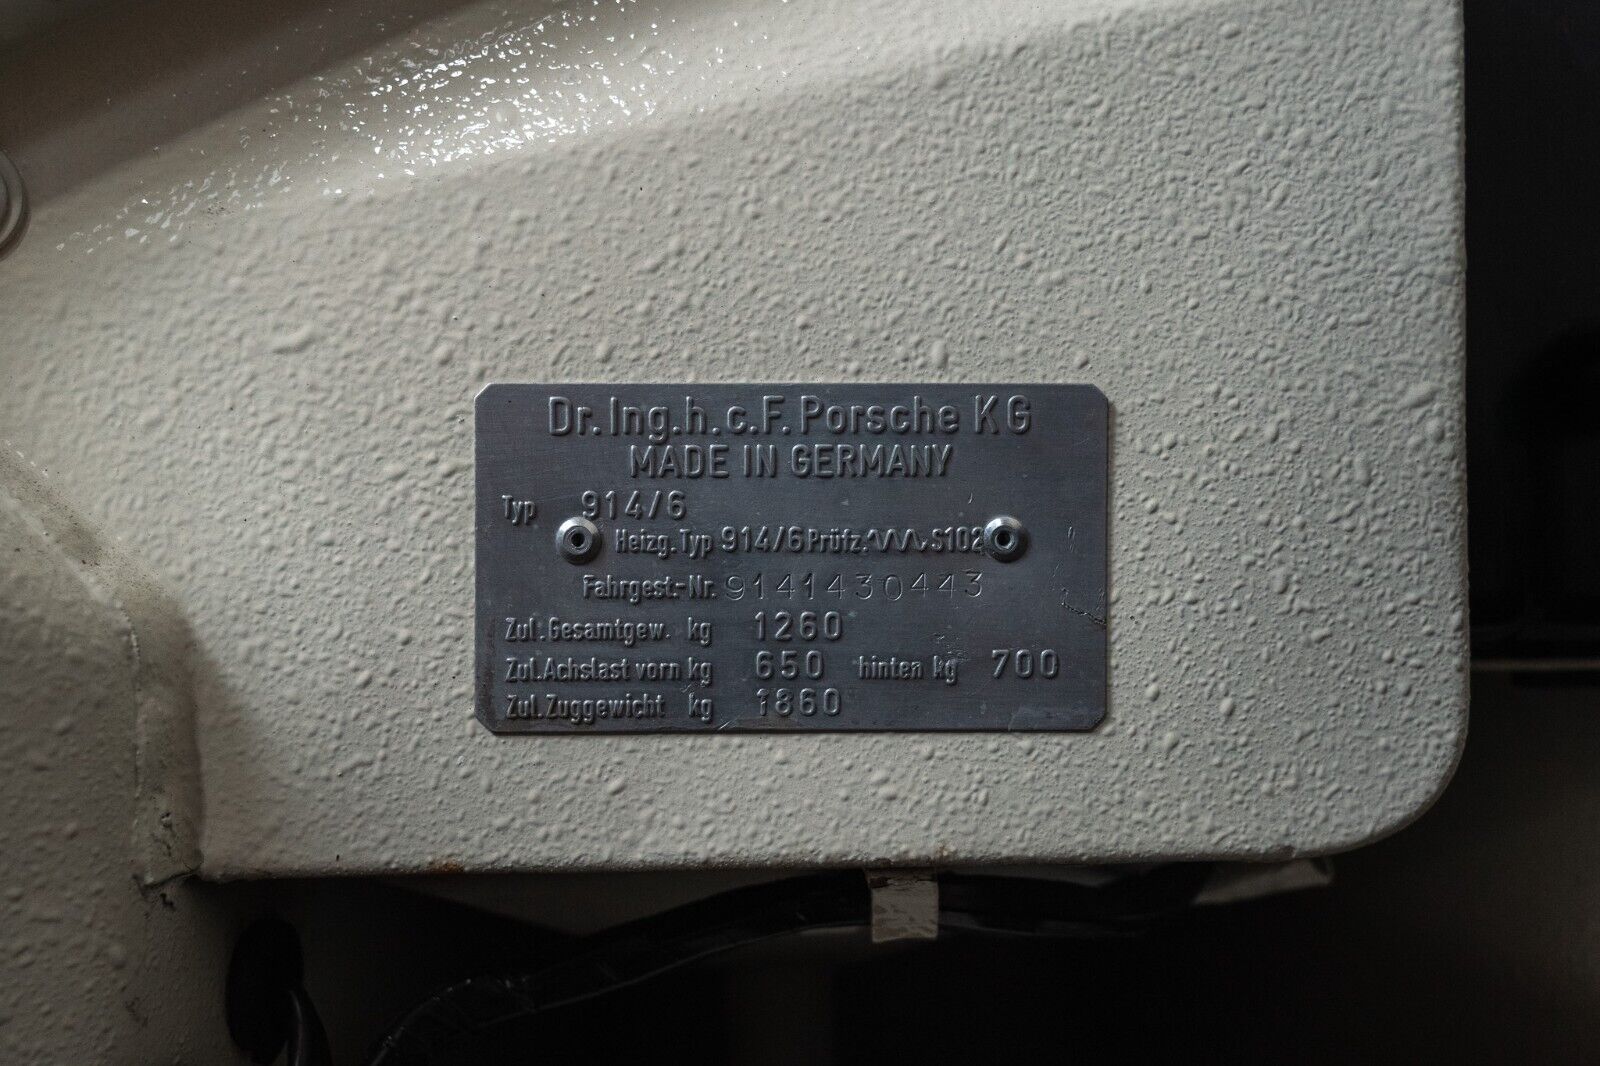 Dr. Ing. h. c. F. Porsche KG
MADE IN GERMANY
Typ 914/6
Heizg. Typ 914/6 Prüfz. S102
Fahrgest.-Nr. 9141430443
Zul. Gesamtgew. kg 1260
Zul. Achslast vorn kg 650 hinten kg 700
Zul. Zuggewicht kg 1860